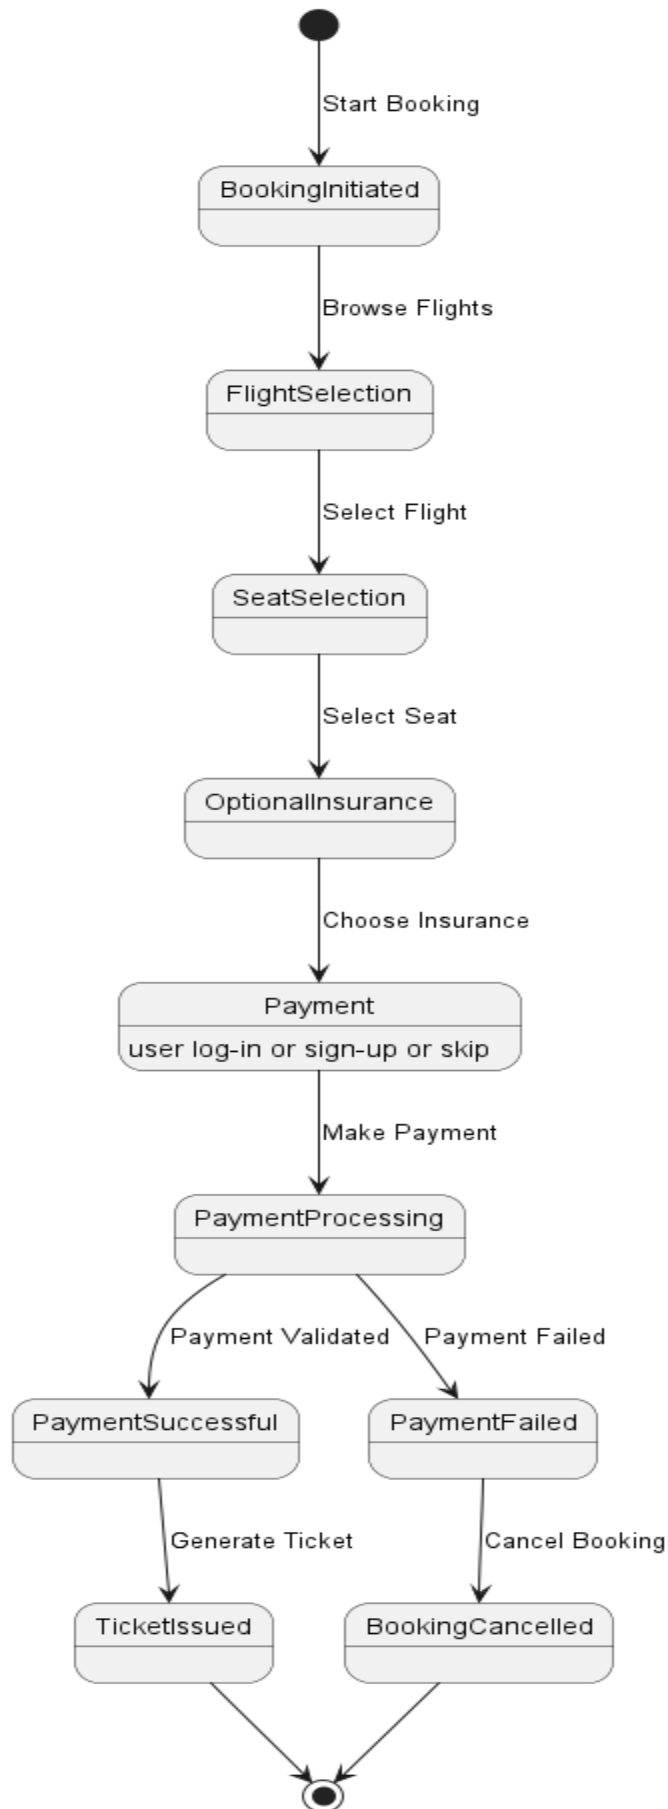 Start Booking
BookingInitiated
Browse Flights
FlightSelection
Select Flight
SeatSelection
Select Seat
OptionalInsurance
Choose Insurance
Payment
user log-in or sign-up or skip
Make Payment
PaymentProcessing
Payment Validated
Payment Failed
PaymentSuccessful
PaymentFailed
Generate Ticket
Cancel Booking
TicketIssued
BookingCancelled